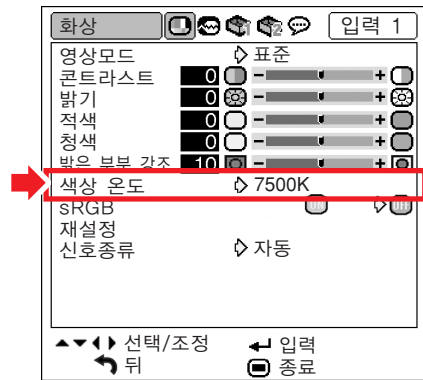 화상 입력 1
영상모드 표준
콘트라스트 0
밝기 0
적색 0
청색 0
밝은 부분 강조 10
색상 온도 7500K
sRGB ON OFF
재설정
신호종류 자동
선택/조정 입력
뒤 종료